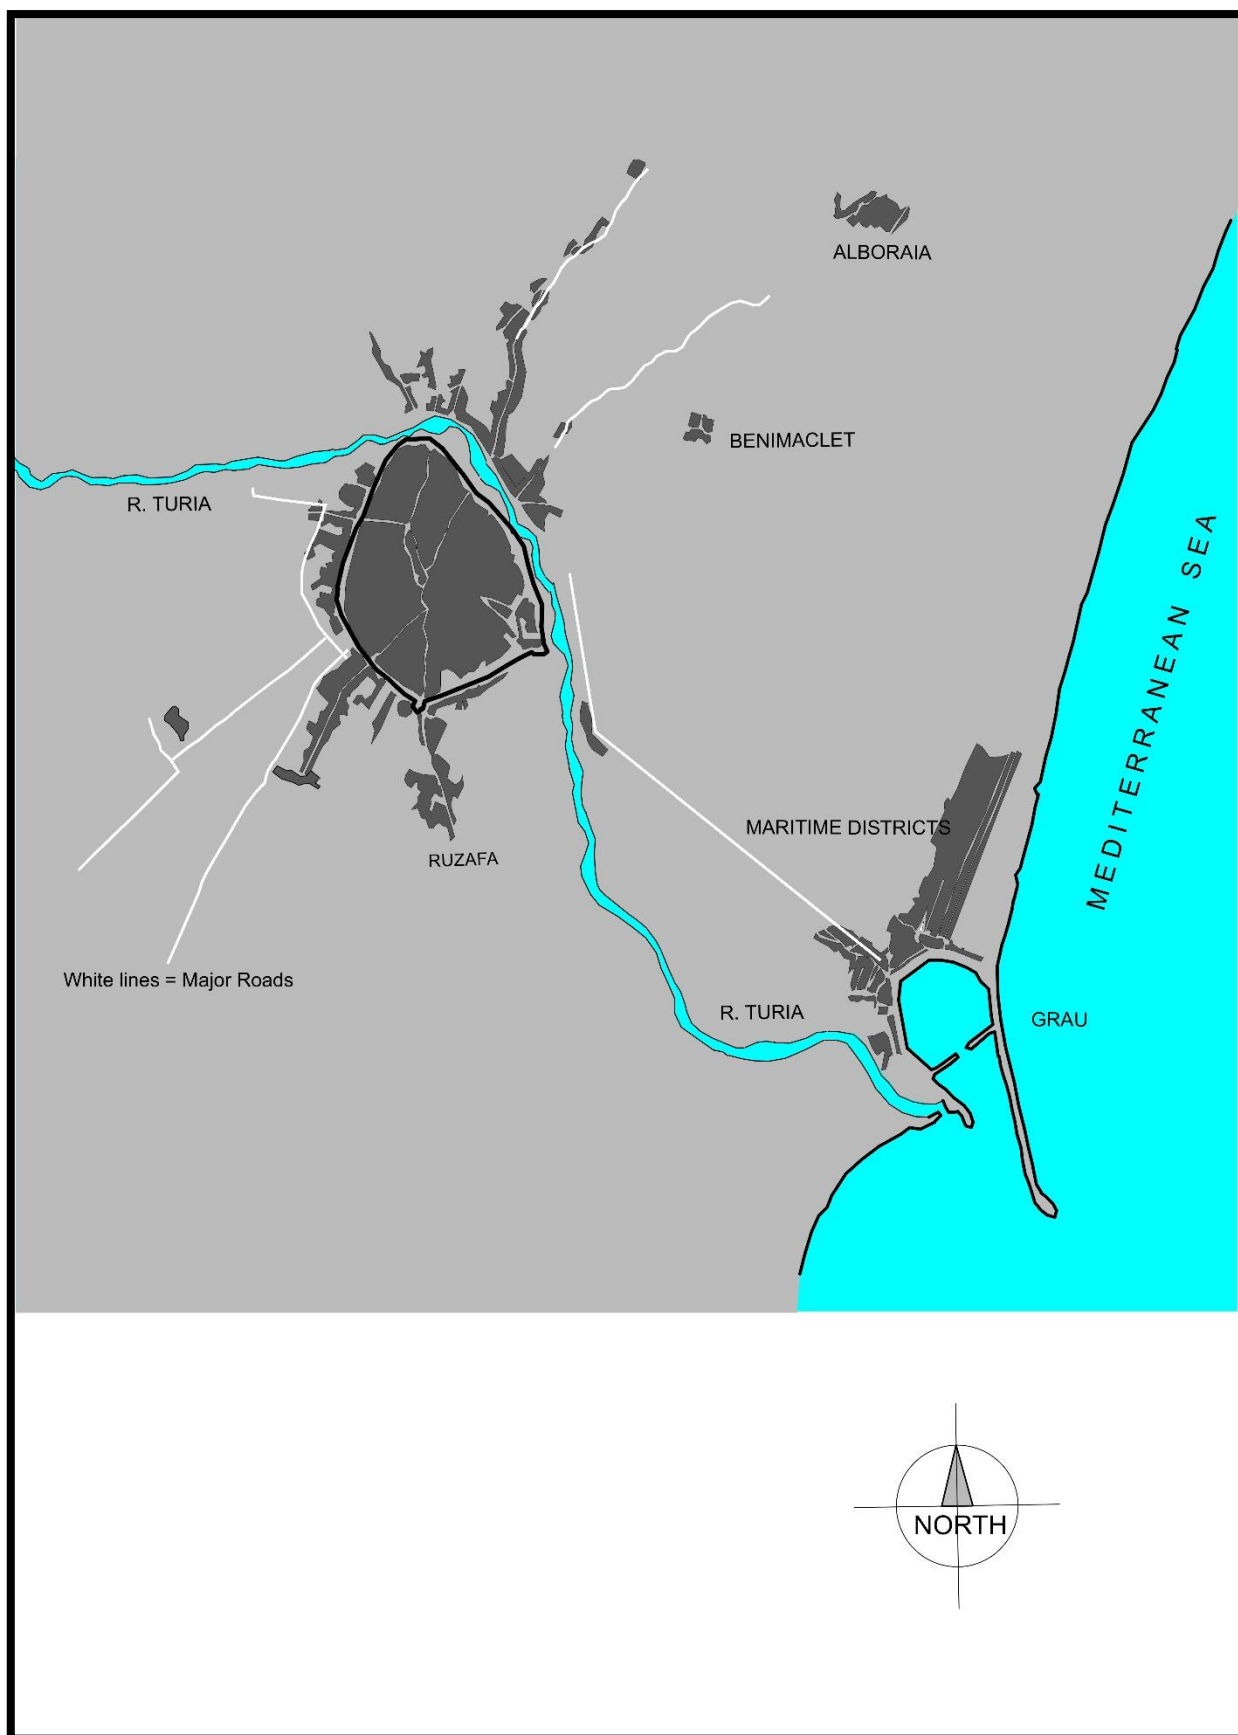 ALBORAIA
BENIMACLET
R. TURIA
MEDITERRANEAN SEA
MARITIME DISTRICTS
RUZAFA
White lines = Major Roads
R. TURIA
GRAU
NORTH